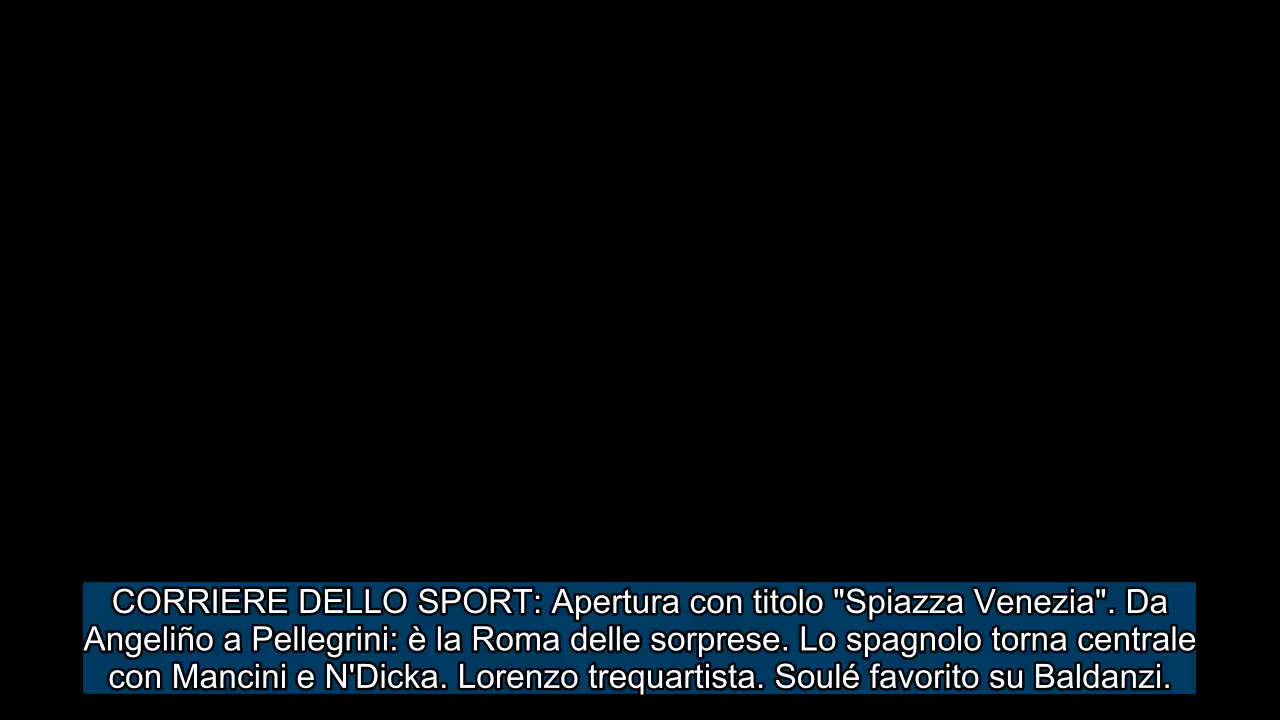 CORRIERE DELLO SPORT: Apertura con titolo "Spiazza Venezia". Da
Angeliño a Pellegrini: è la Roma delle sorprese. Lo spagnolo torna centrale
con Mancini e N'Dicka. Lorenzo trequartista. Soulé favorito su Baldanzi.